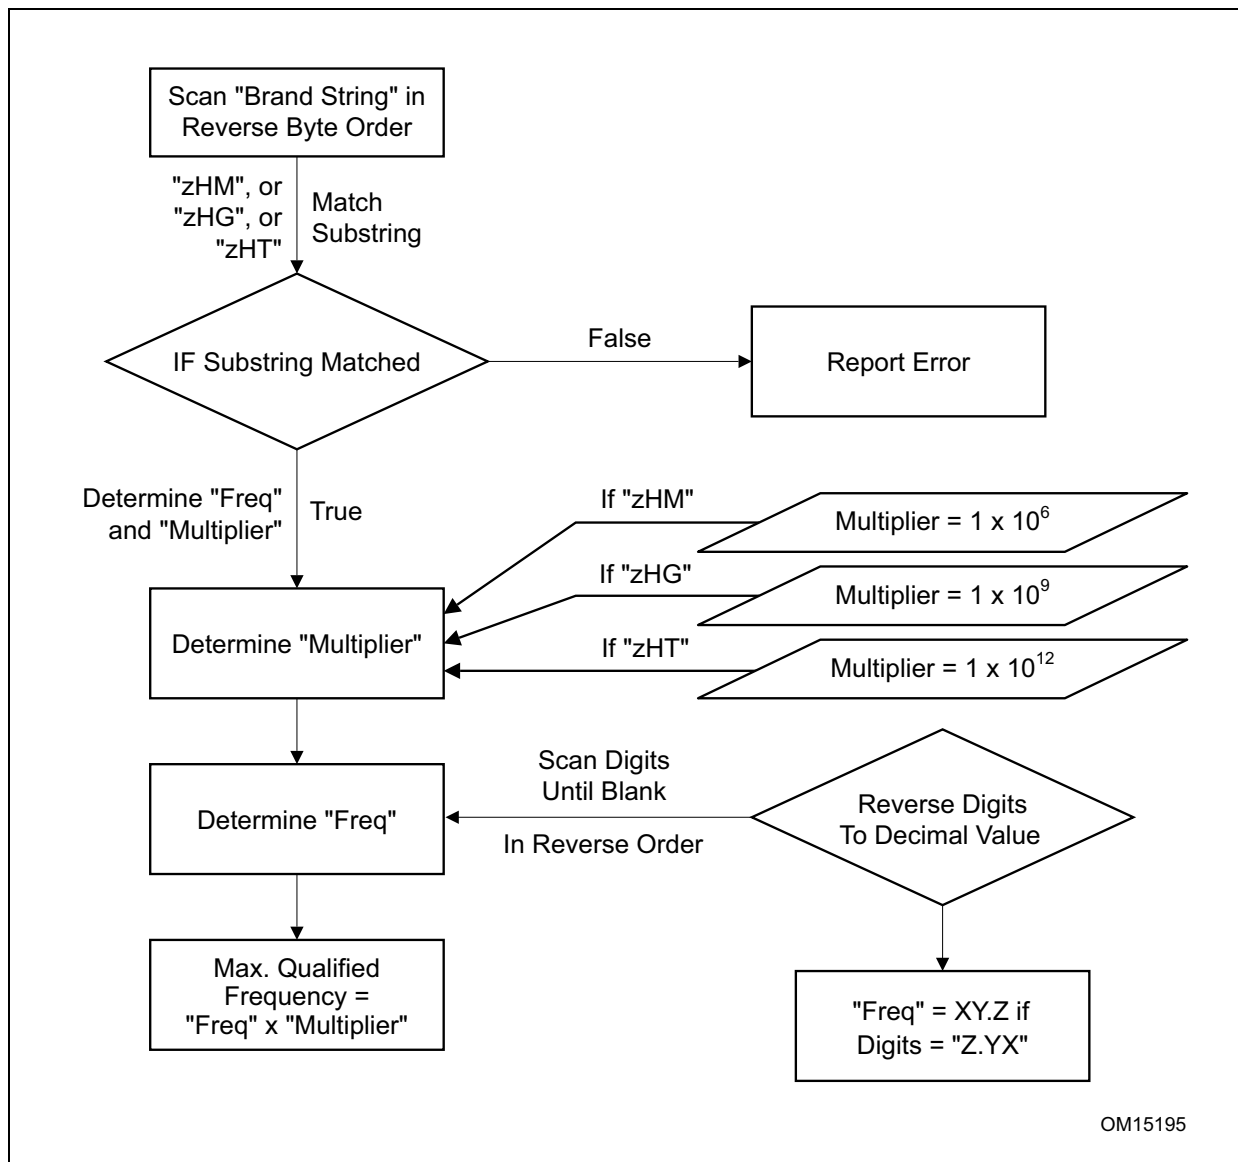 Scan "Brand String" in
Reverse Byte Order
"zHM", or
"zHG", or
"zHT"
Match
Substring
IF Substring Matched
False
Report Error
Determine "Freq"
and "Multiplier"
True
If "zHM"
Multiplier = 1 x 10⁶
If "zHG"
Multiplier = 1 x 10⁹
If "zHT"
Multiplier = 1 x 10¹²
Determine "Multiplier"
Scan Digits
Until Blank
In Reverse Order
Reverse Digits
To Decimal Value
Determine "Freq"
Max. Qualified
Frequency =
"Freq" x "Multiplier"
"Freq" = XY.Z if
Digits = "Z.YX"
OM15195